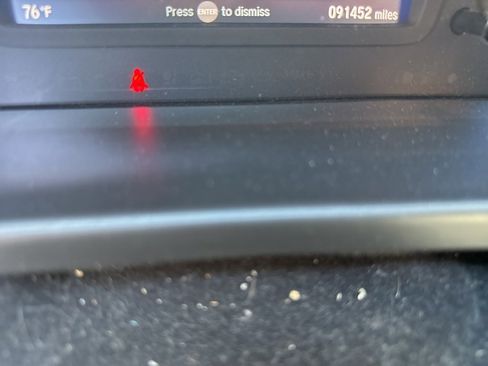 76°F Press ENTER to dismiss 091452 miles